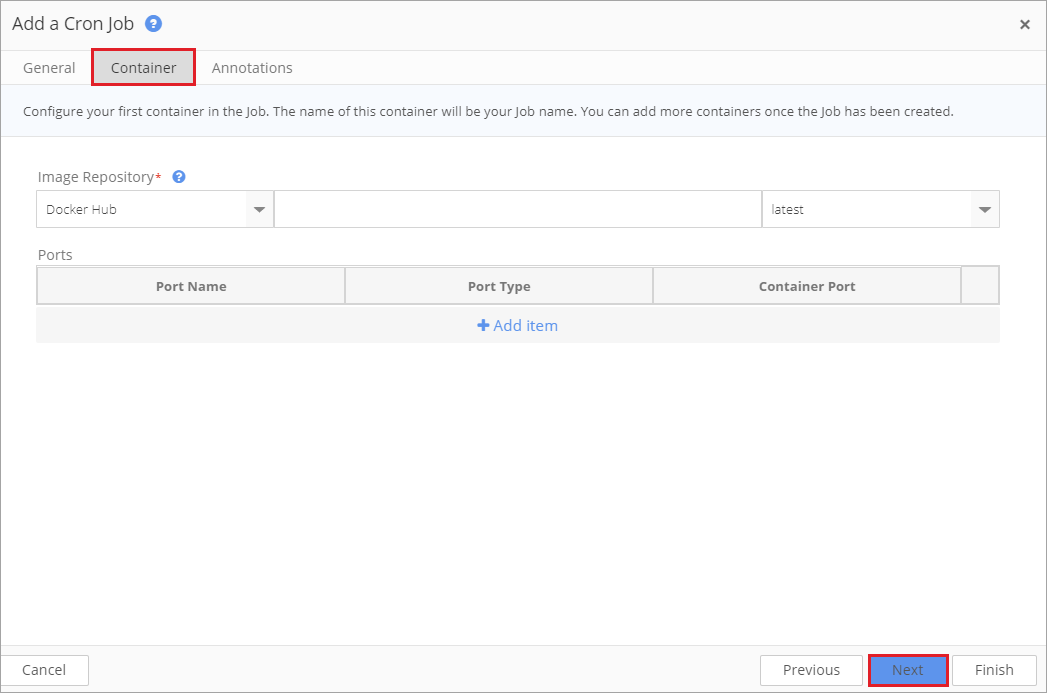 Add a Cron Job ?
×
General Container Annotations
Configure your first container in the Job. The name of this container will be your Job name. You can add more containers once the Job has been created.
Image Repository* ?
Docker Hub latest
Ports
Port Name Port Type Container Port
+ Add item
Cancel Previous Next Finish